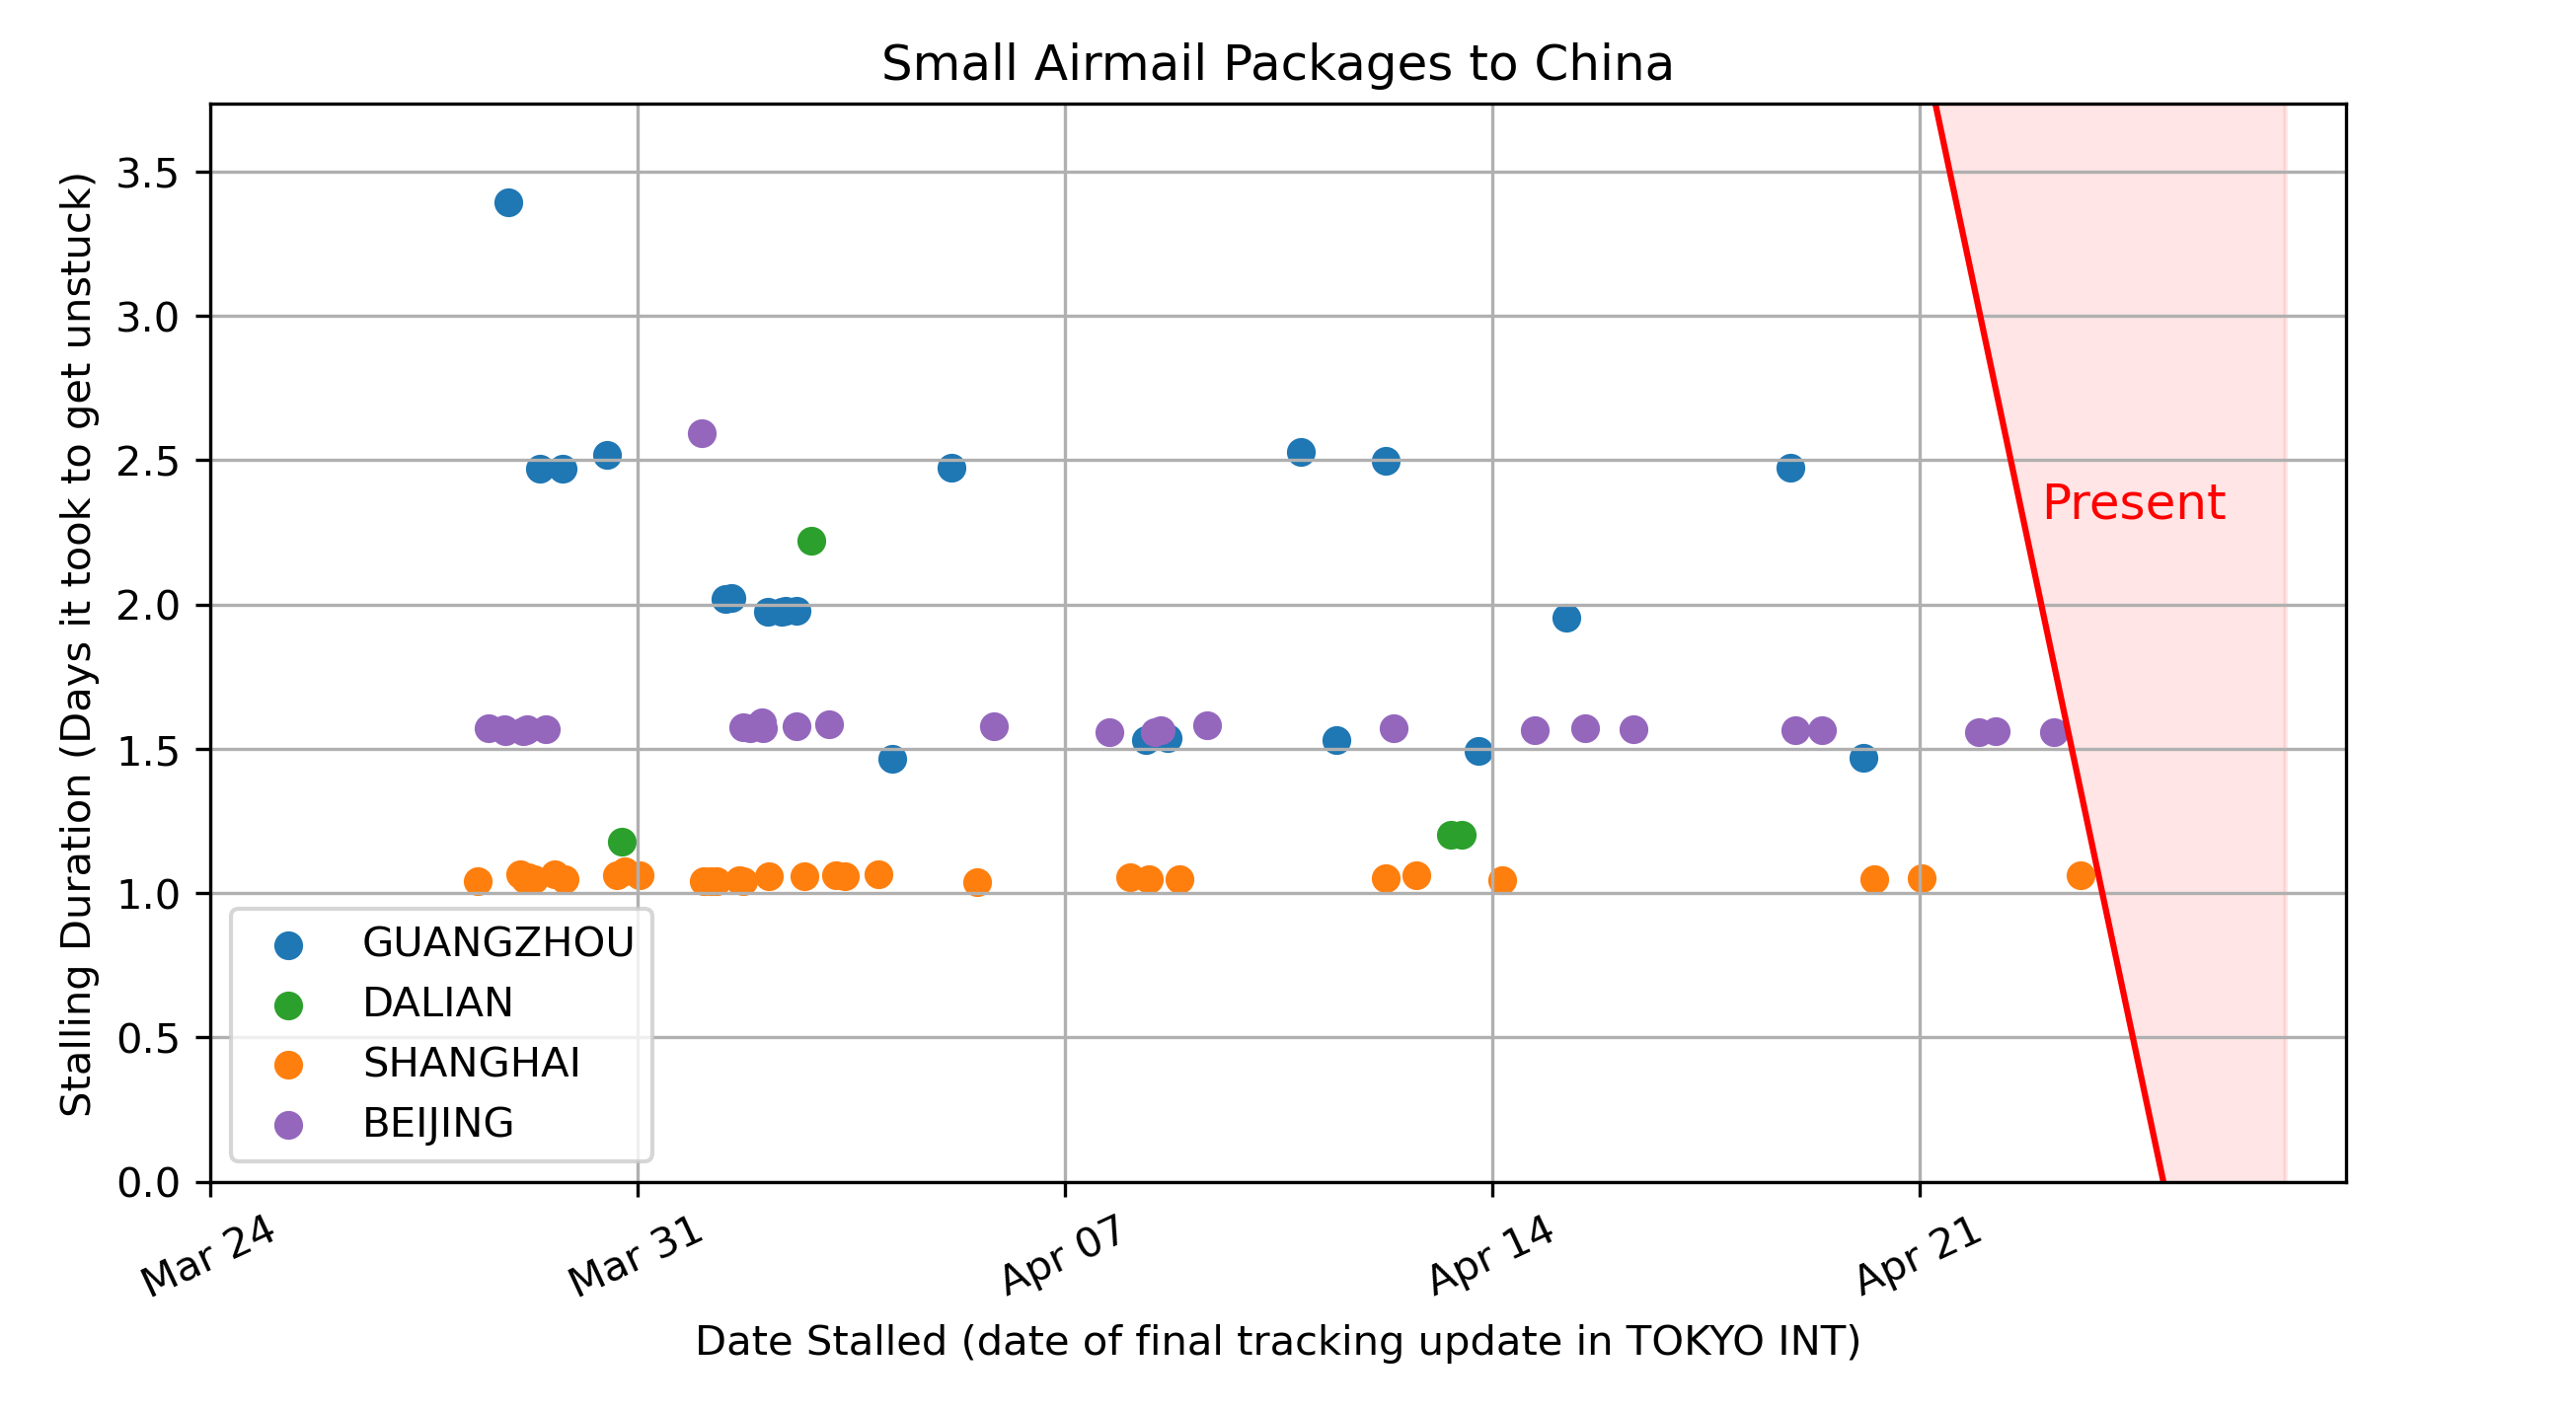 Small Airmail Packages to China
Stalling Duration (Days it took to get unstuck)
3.5
3.0
2.5
2.0
1.5
1.0
0.5
0.0
Present
GUANGZHOU
DALIAN
SHANGHAI
BEIJING
Mar 24
Mar 31
Apr 07
Apr 14
Apr 21
Date Stalled (date of final tracking update in TOKYO INT)